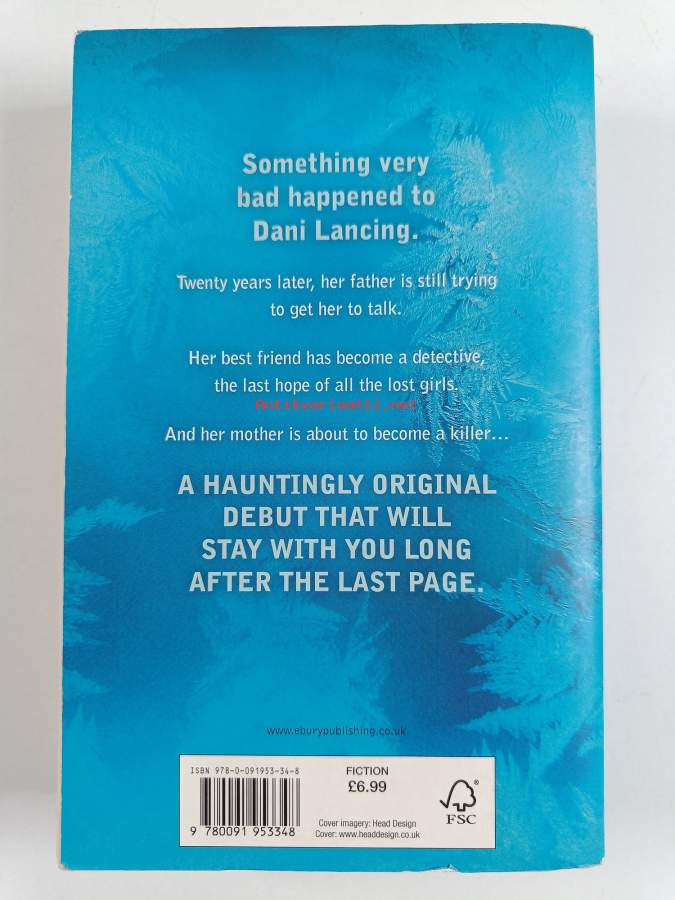 Something very
bad happened to
Dani Lancing.
Twenty years later, her father is still trying
to get her to talk.
Her best friend has become a detective,
the last hope of all the lost girls.
Antikvariaatti.net
And her mother is about to become a killer...
A HAUNTINGLY ORIGINAL
DEBUT THAT WILL
STAY WITH YOU LONG
AFTER THE LAST PAGE.
www.eburypublishing.co.uk
ISBN 978-0-091953-34-8
9 780091 953348
FICTION
£6.99
Cover imagery: Head Design
Cover: www.headdesign.co.uk
®
FSC